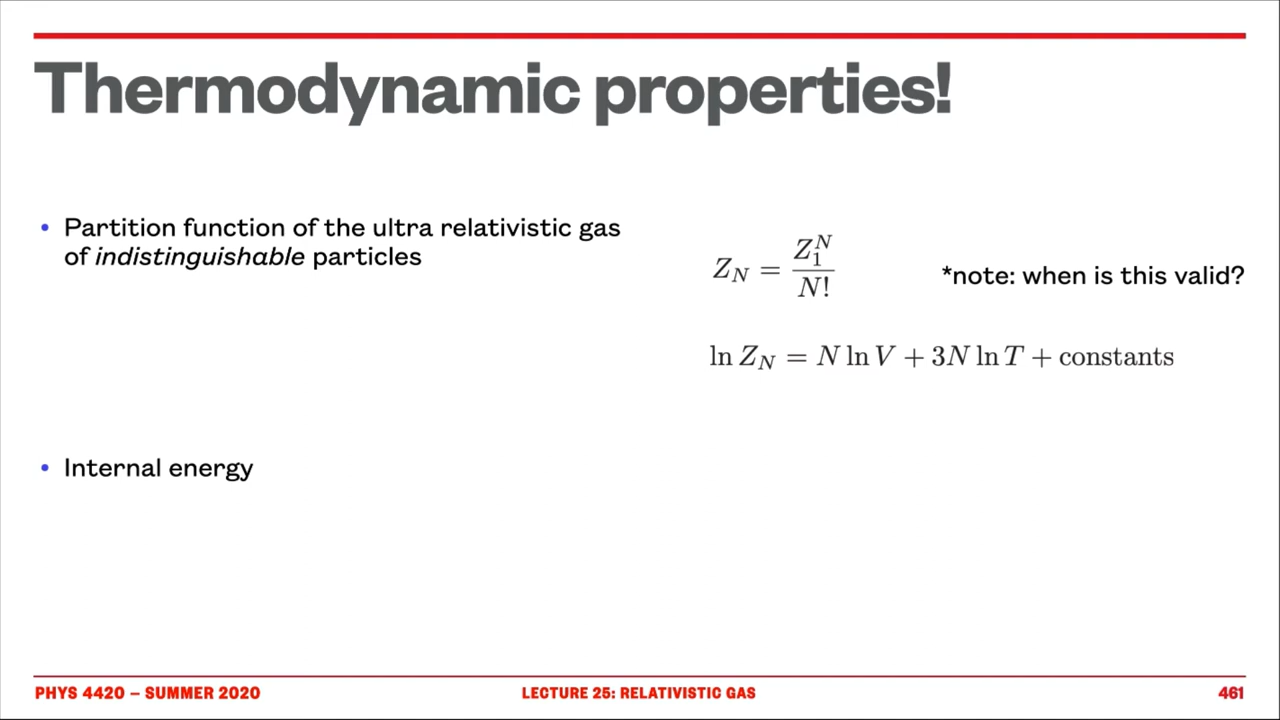 Thermodynamic properties!
• Partition function of the ultra relativistic gas
of indistinguishable particles
Z_N = Z_1^N / N!
*note: when is this valid?
ln Z_N = N ln V + 3N ln T + constants
• Internal energy
PHYS 4420 – SUMMER 2020
LECTURE 25: RELATIVISTIC GAS
461